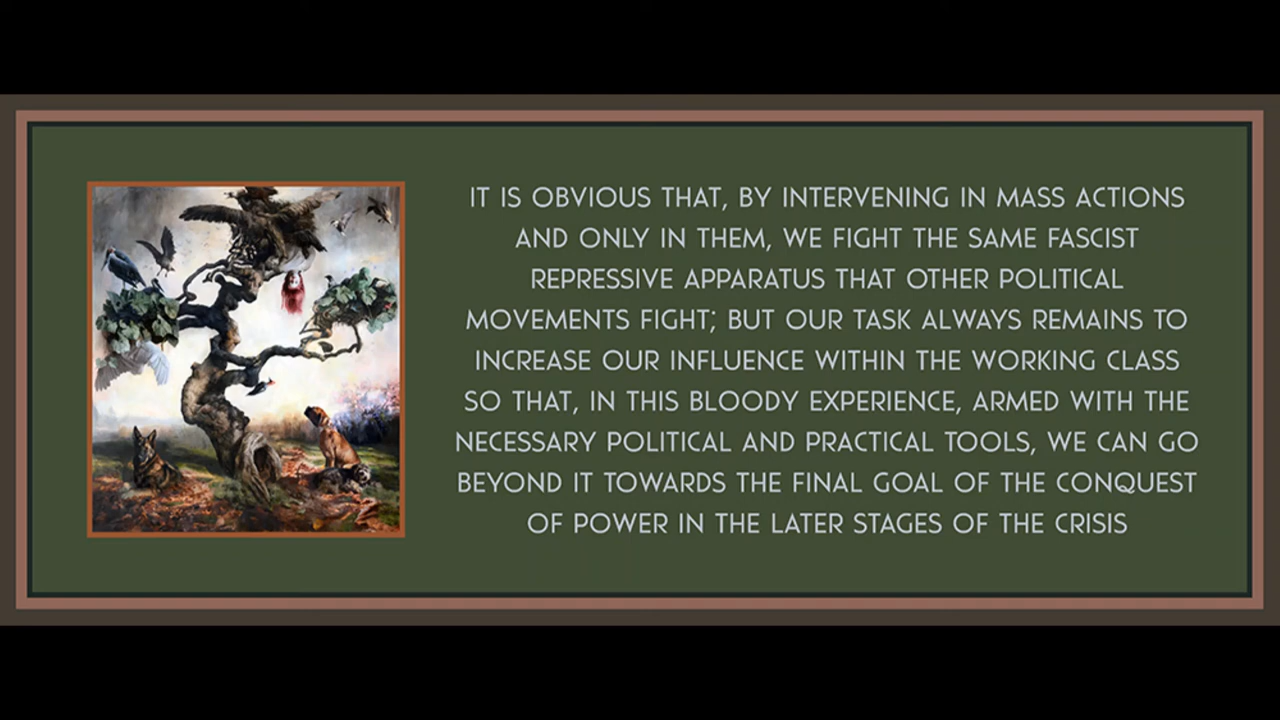 IT IS OBVIOUS THAT, BY INTERVENING IN MASS ACTIONS
AND ONLY IN THEM, WE FIGHT THE SAME FASCIST
REPRESSIVE APPARATUS THAT OTHER POLITICAL
MOVEMENTS FIGHT; BUT OUR TASK ALWAYS REMAINS TO
INCREASE OUR INFLUENCE WITHIN THE WORKING CLASS
SO THAT, IN THIS BLOODY EXPERIENCE, ARMED WITH THE
NECESSARY POLITICAL AND PRACTICAL TOOLS, WE CAN GO
BEYOND IT TOWARDS THE FINAL GOAL OF THE CONQUEST
OF POWER IN THE LATER STAGES OF THE CRISIS